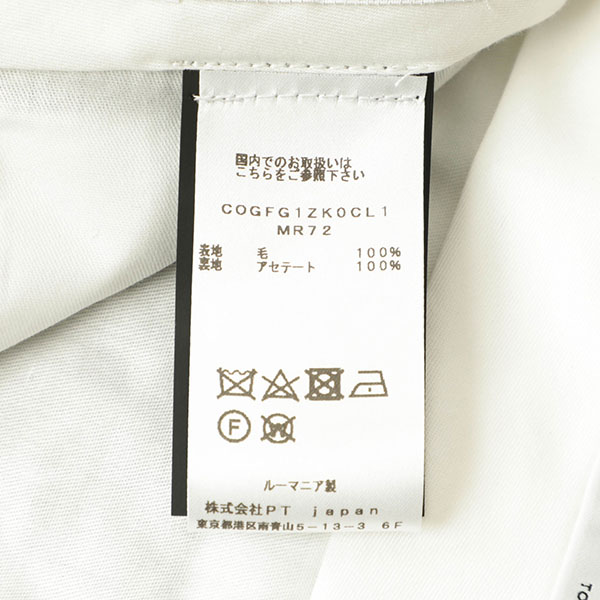 国内でのお取扱いは
こちらをご参照下さい
COGFG1ZK0CL1
MR72
表地 毛 100%
裏地 アセテート 100%
F
W
ルーマニア製
株式会社PT japan
東京都港区南青山5-13-3 6F
TO